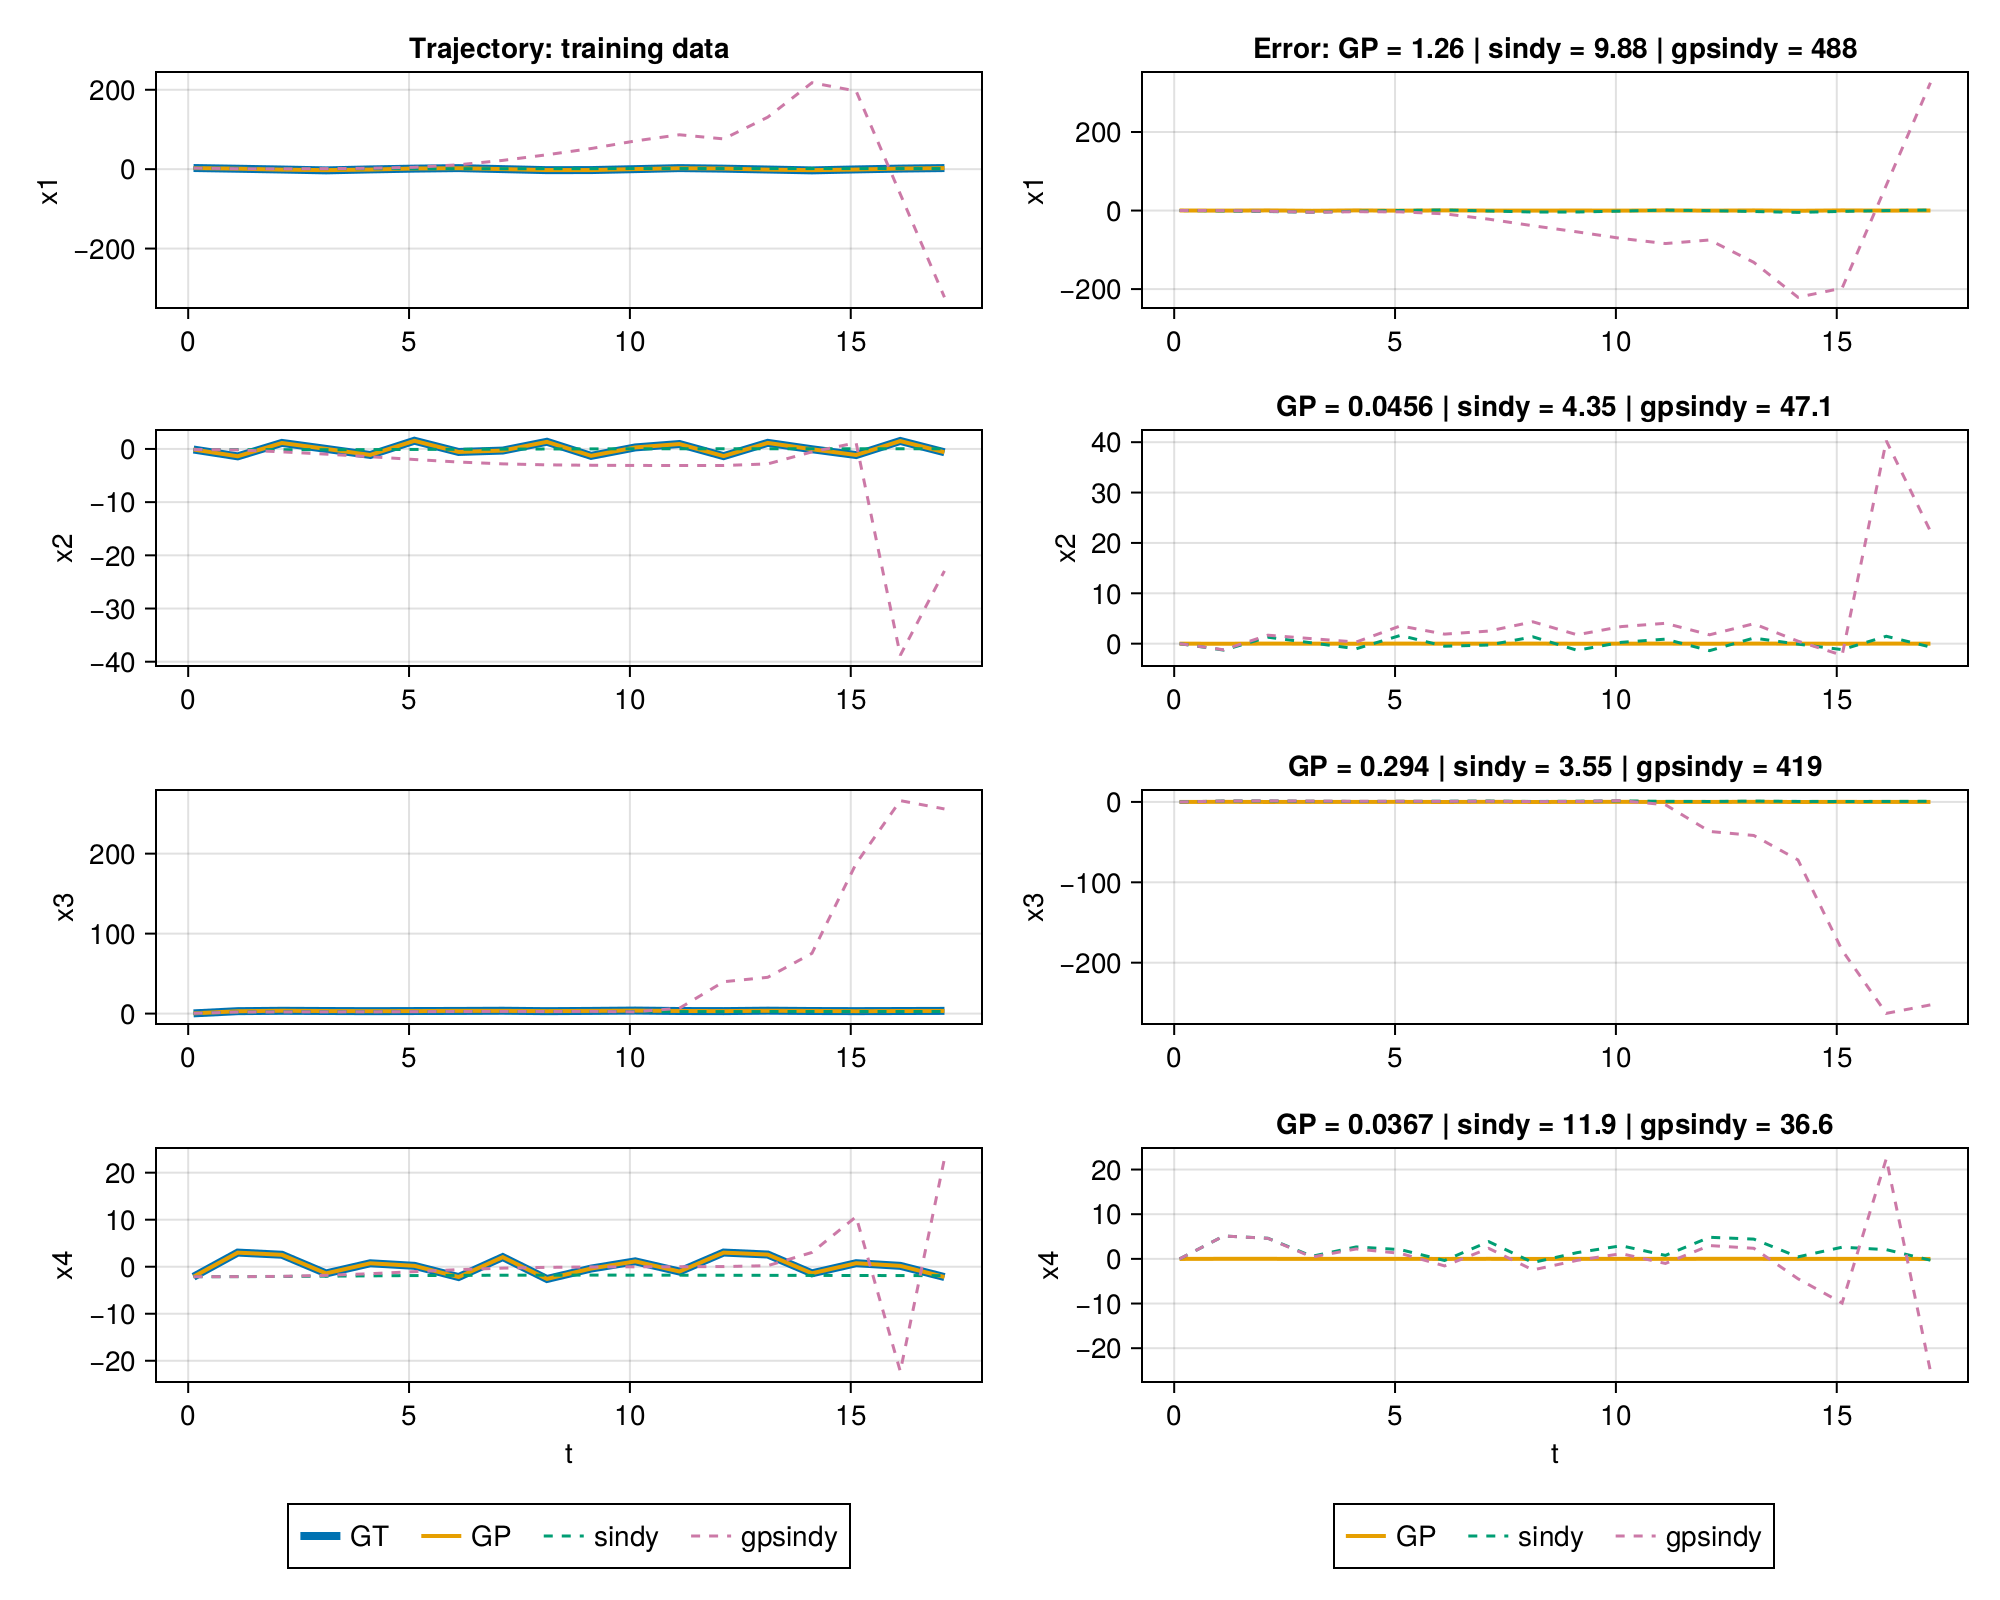 Trajectory: training data
200
0
−200
x1
0 5 10 15
Error: GP = 1.26 | sindy = 9.88 | gpsindy = 488
200
0
−200
x1
0 5 10 15
0
−10
−20
−30
−40
x2
0 5 10 15
GP = 0.0456 | sindy = 4.35 | gpsindy = 47.1
40
30
20
10
0
x2
0 5 10 15
200
100
0
x3
0 5 10 15
GP = 0.294 | sindy = 3.55 | gpsindy = 419
0
−100
−200
x3
0 5 10 15
20
10
0
−10
−20
x4
0 5 10 15
t
GP = 0.0367 | sindy = 11.9 | gpsindy = 36.6
20
10
0
−10
−20
x4
0 5 10 15
t
GT GP sindy gpsindy
GP sindy gpsindy